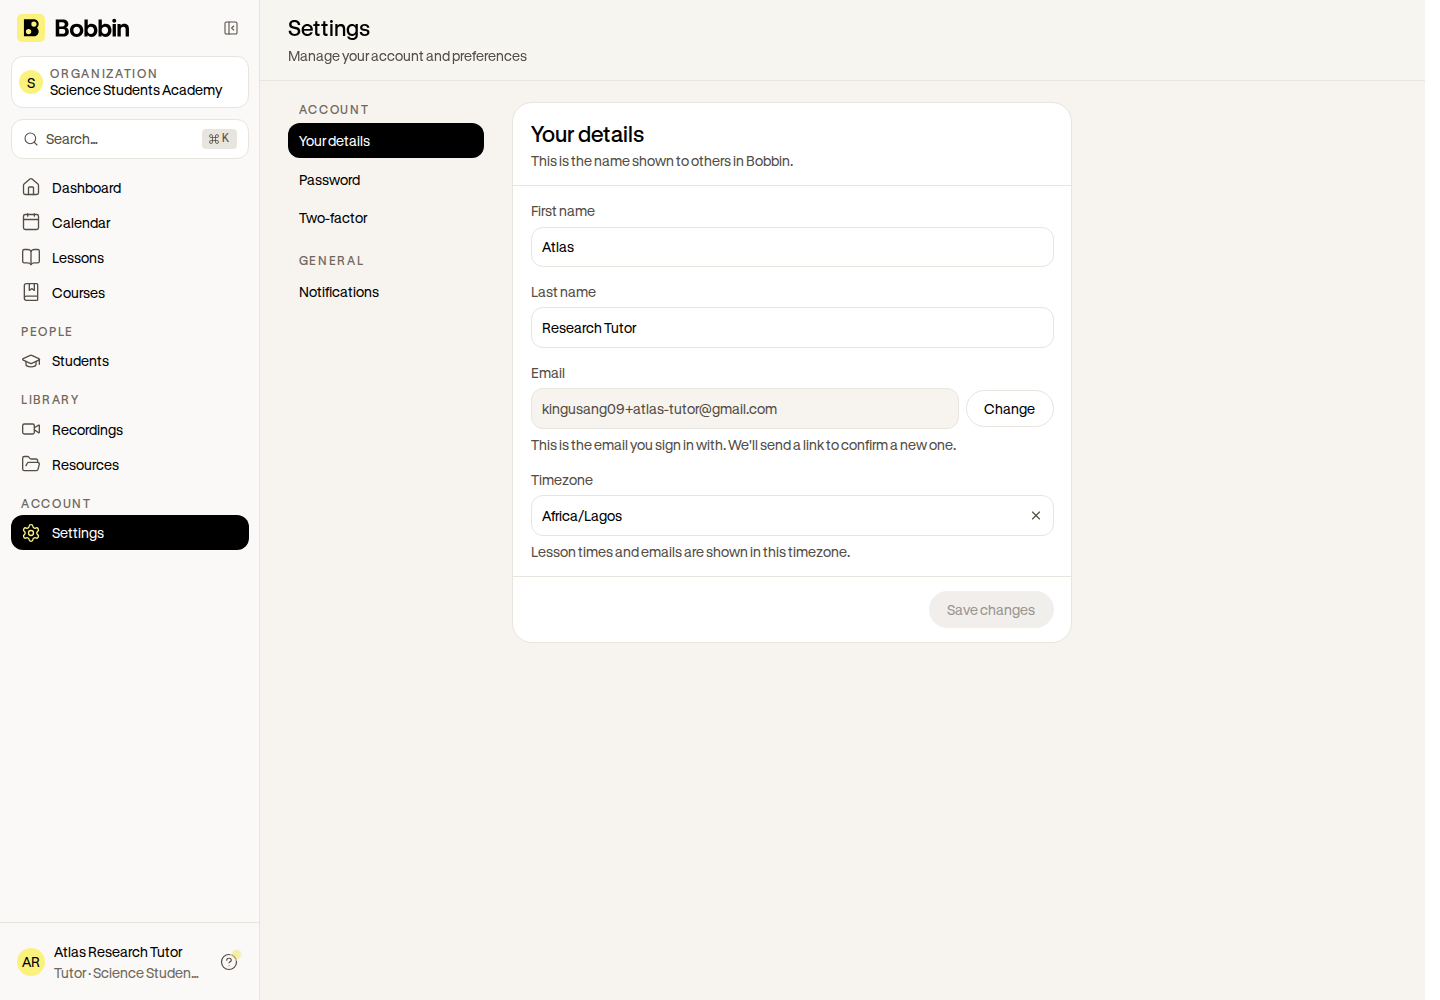 Bobbin
S
ORGANIZATION
Science Students Academy
Search...
⌘ K
Dashboard
Calendar
Lessons
Courses
PEOPLE
Students
LIBRARY
Recordings
Resources
ACCOUNT
Settings
AR
Atlas Research Tutor
Tutor · Science Studen...
Settings
Manage your account and preferences
ACCOUNT
Your details
Password
Two-factor
GENERAL
Notifications
Your details
This is the name shown to others in Bobbin.
First name
Atlas
Last name
Research Tutor
Email
kingusang09+atlas-tutor@gmail.com
Change
This is the email you sign in with. We'll send a link to confirm a new one.
Timezone
Africa/Lagos
Lesson times and emails are shown in this timezone.
Save changes